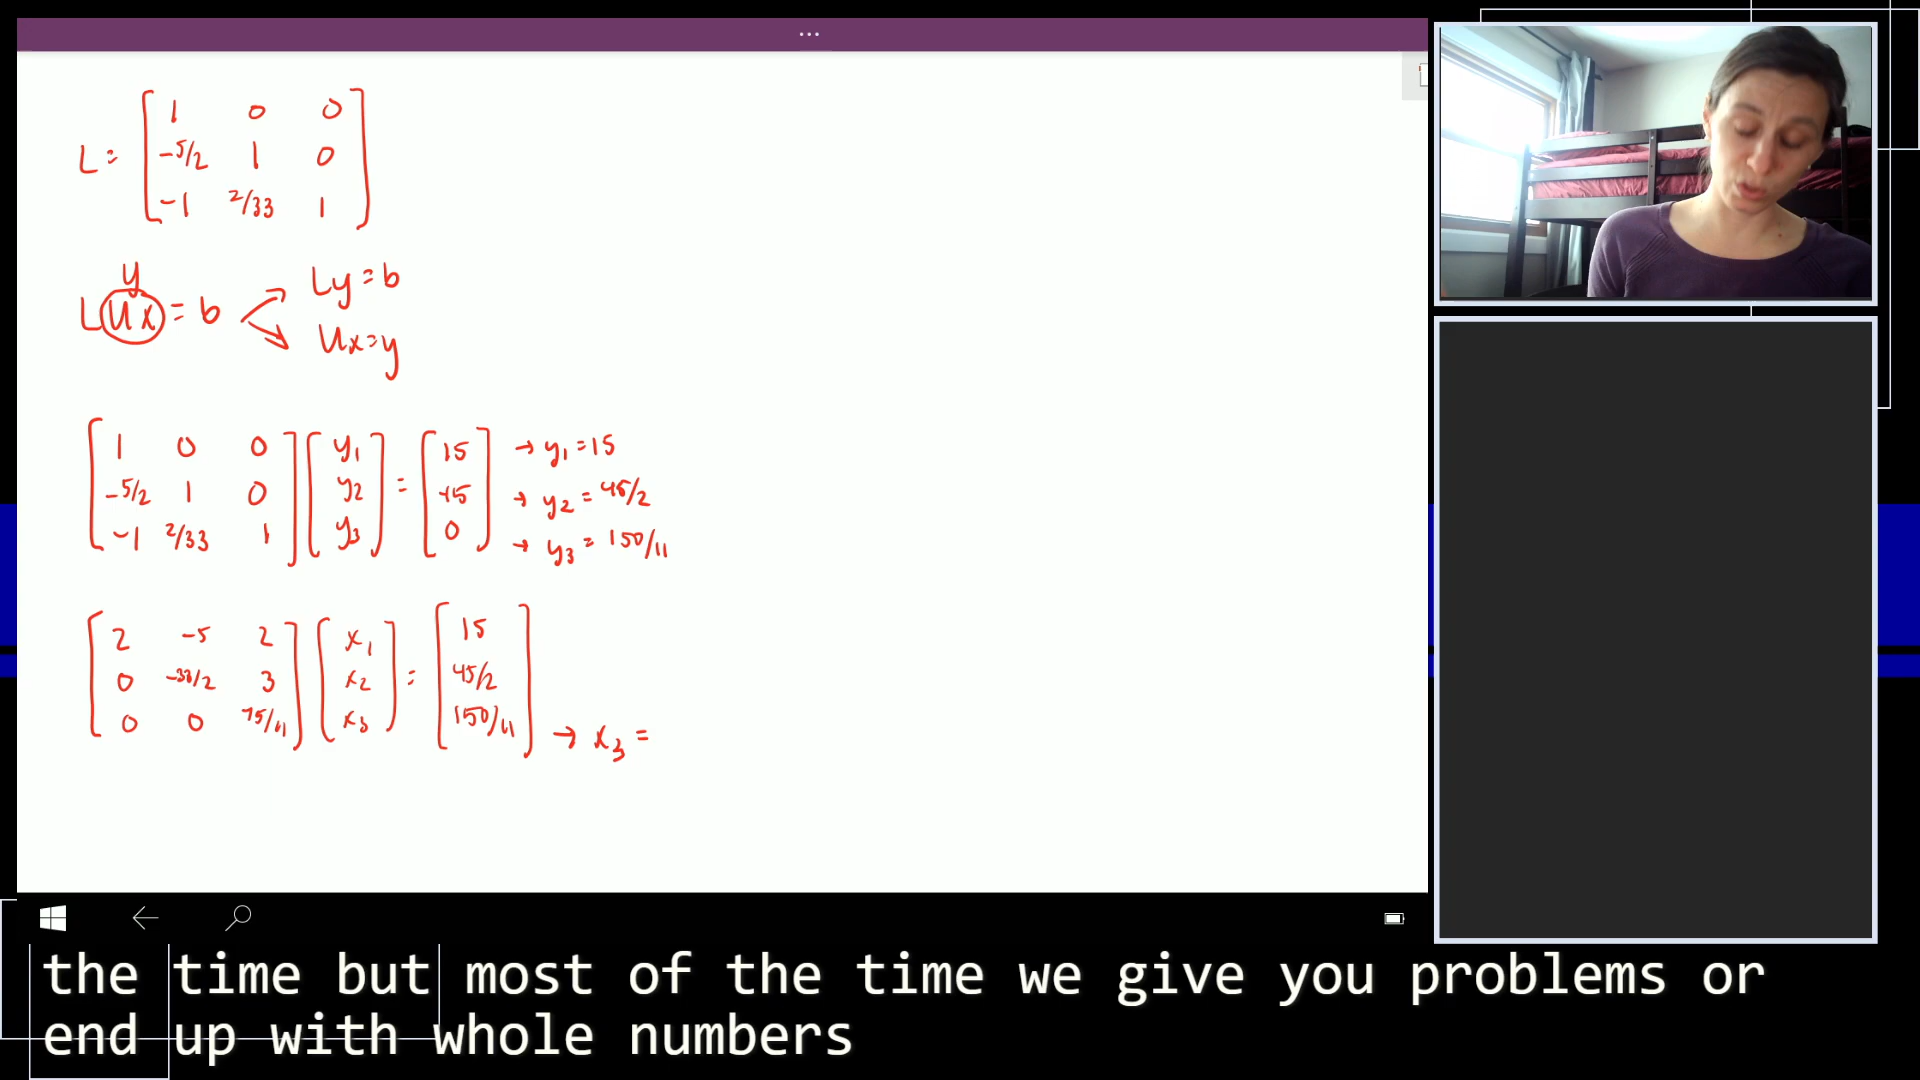 ...
L = [1 0 0
-5/2 1 0
-1 2/33 1]
y
LUx = b
Ly = b
Ux = y
[1 0 0 [y1 = [15 → y1 = 15
-5/2 1 0 y2 15 → y2 = 45/2
-1 2/33 1] y3] 0] → y3 = 150/11
[2 -5 2 [x1 = [15
0 -33/2 3 x2 45/2
0 0 75/11] x3] 150/11] → x3 =
the time but most of the time we give you problems or
end up with whole numbers